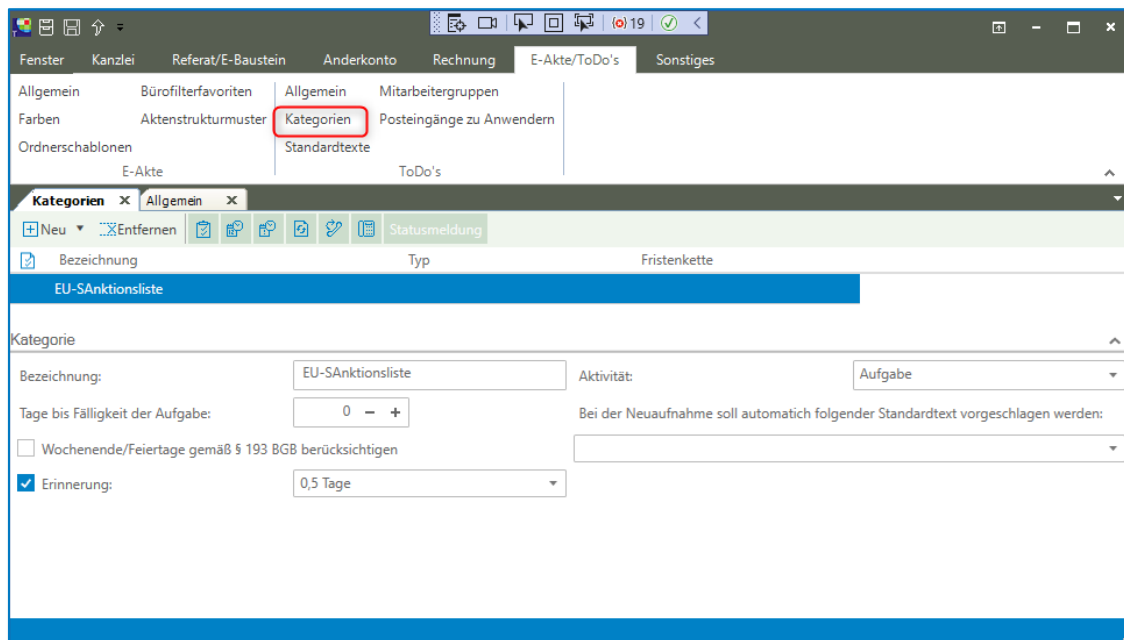 19
Fenster Kanzlei Referat/E-Baustein Anderkonto Rechnung E-Akte/ToDo's Sonstiges
Allgemein Bürofilterfavoriten Allgemein Mitarbeitergruppen
Farben Aktenstrukturmuster Kategorien Posteingänge zu Anwendern
Ordnerschablonen Standardtexte
E-Akte ToDo's
Kategorien X Allgemein X
Neu Entfernen Statusmeldung
Bezeichnung Typ Fristenkette
EU-SAnktionsliste
Kategorie
Bezeichnung: EU-SAnktionsliste Aktivität: Aufgabe
Tage bis Fälligkeit der Aufgabe: 0 − + Bei der Neuaufnahme soll automatich folgender Standardtext vorgeschlagen werden:
Wochenende/Feiertage gemäß § 193 BGB berücksichtigen
Erinnerung: 0,5 Tage